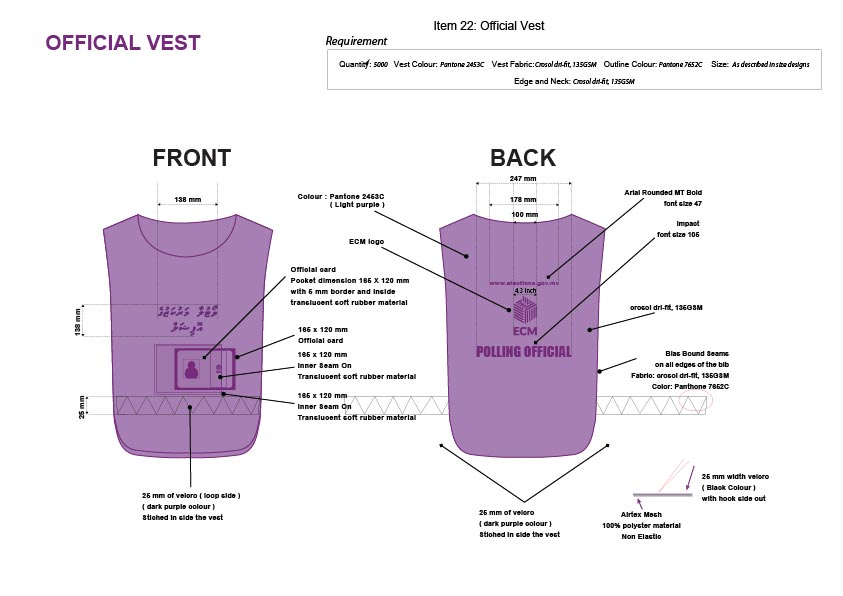 OFFICIAL VEST
Item 22: Official Vest
Requirement
Quantity: 5000 Vest Colour: Pantone 2453C Vest Fabric: Crosol dri-fit, 135GSM Outline Colour: Pantone 7652C Size: As described in size designs
Edge and Neck: Crosol dri-fit, 135GSM
FRONT
BACK
138 mm
247 mm
178 mm
100 mm
Colour : Pantone 2453C
( Light purple )
ECM logo
Arial Rounded MT Bold
font size 47
Impact
font size 105
Official card
Pocket dimension 165 X 120 mm
with 5 mm border and inside
translucent soft rubber material
www.elections.gov.mv
4.3 inch
ECM
POLLING OFFICIAL
138 mm
165 x 120 mm
Official card
165 x 120 mm
Inner Seam On
Translucent soft rubber material
165 x 120 mm
Inner Seam On
Translucent soft rubber material
25 mm
crosol dri-fit, 135GSM
Bias Bound Seams
on all edges of the bib
Fabric: crosol dri-fit, 135GSM
Color: Panthone 7652C
25 mm of velcro ( loop side )
( dark purple colour )
Stiched in side the vest
25 mm of velcro
( dark purple colour )
Stiched in side the vest
25 mm width velcro
( Black Colour )
with hook side out
Airtex Mesh
100% polyster material
Non Elastic